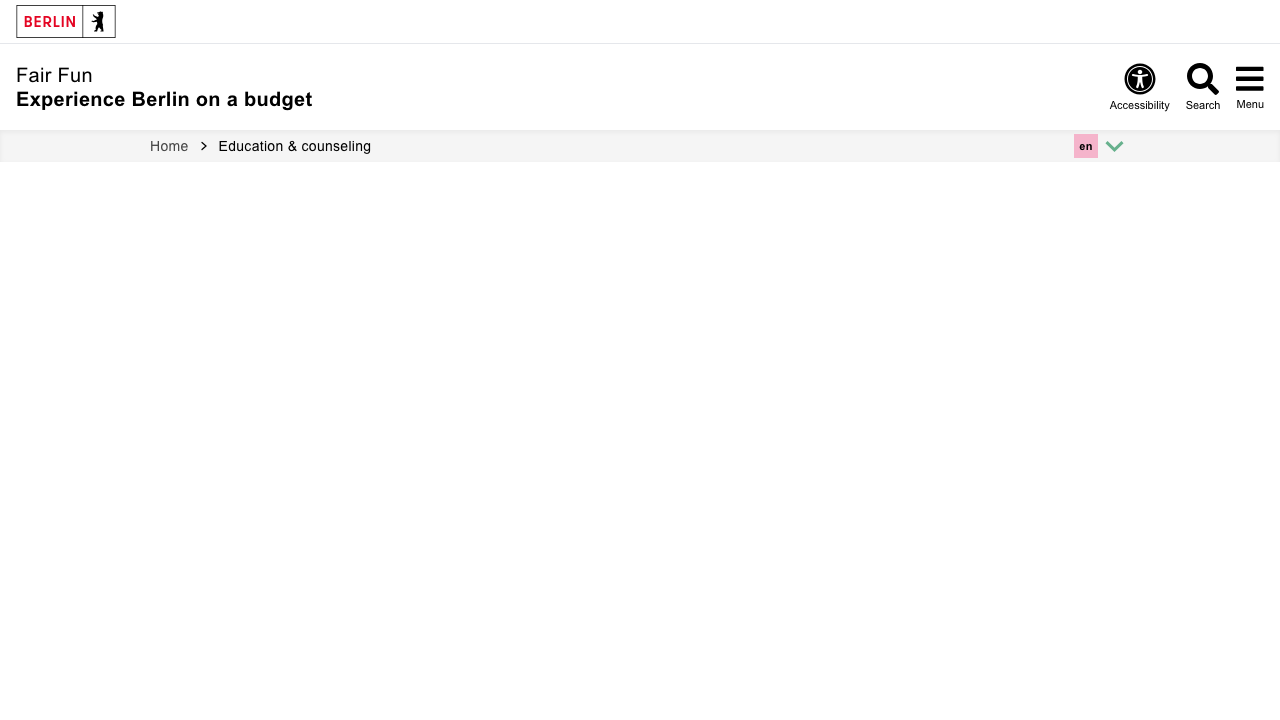 BERLIN
Fair Fun
Experience Berlin on a budget
Accessibility
Search
Menu
Home > Education & counseling
en